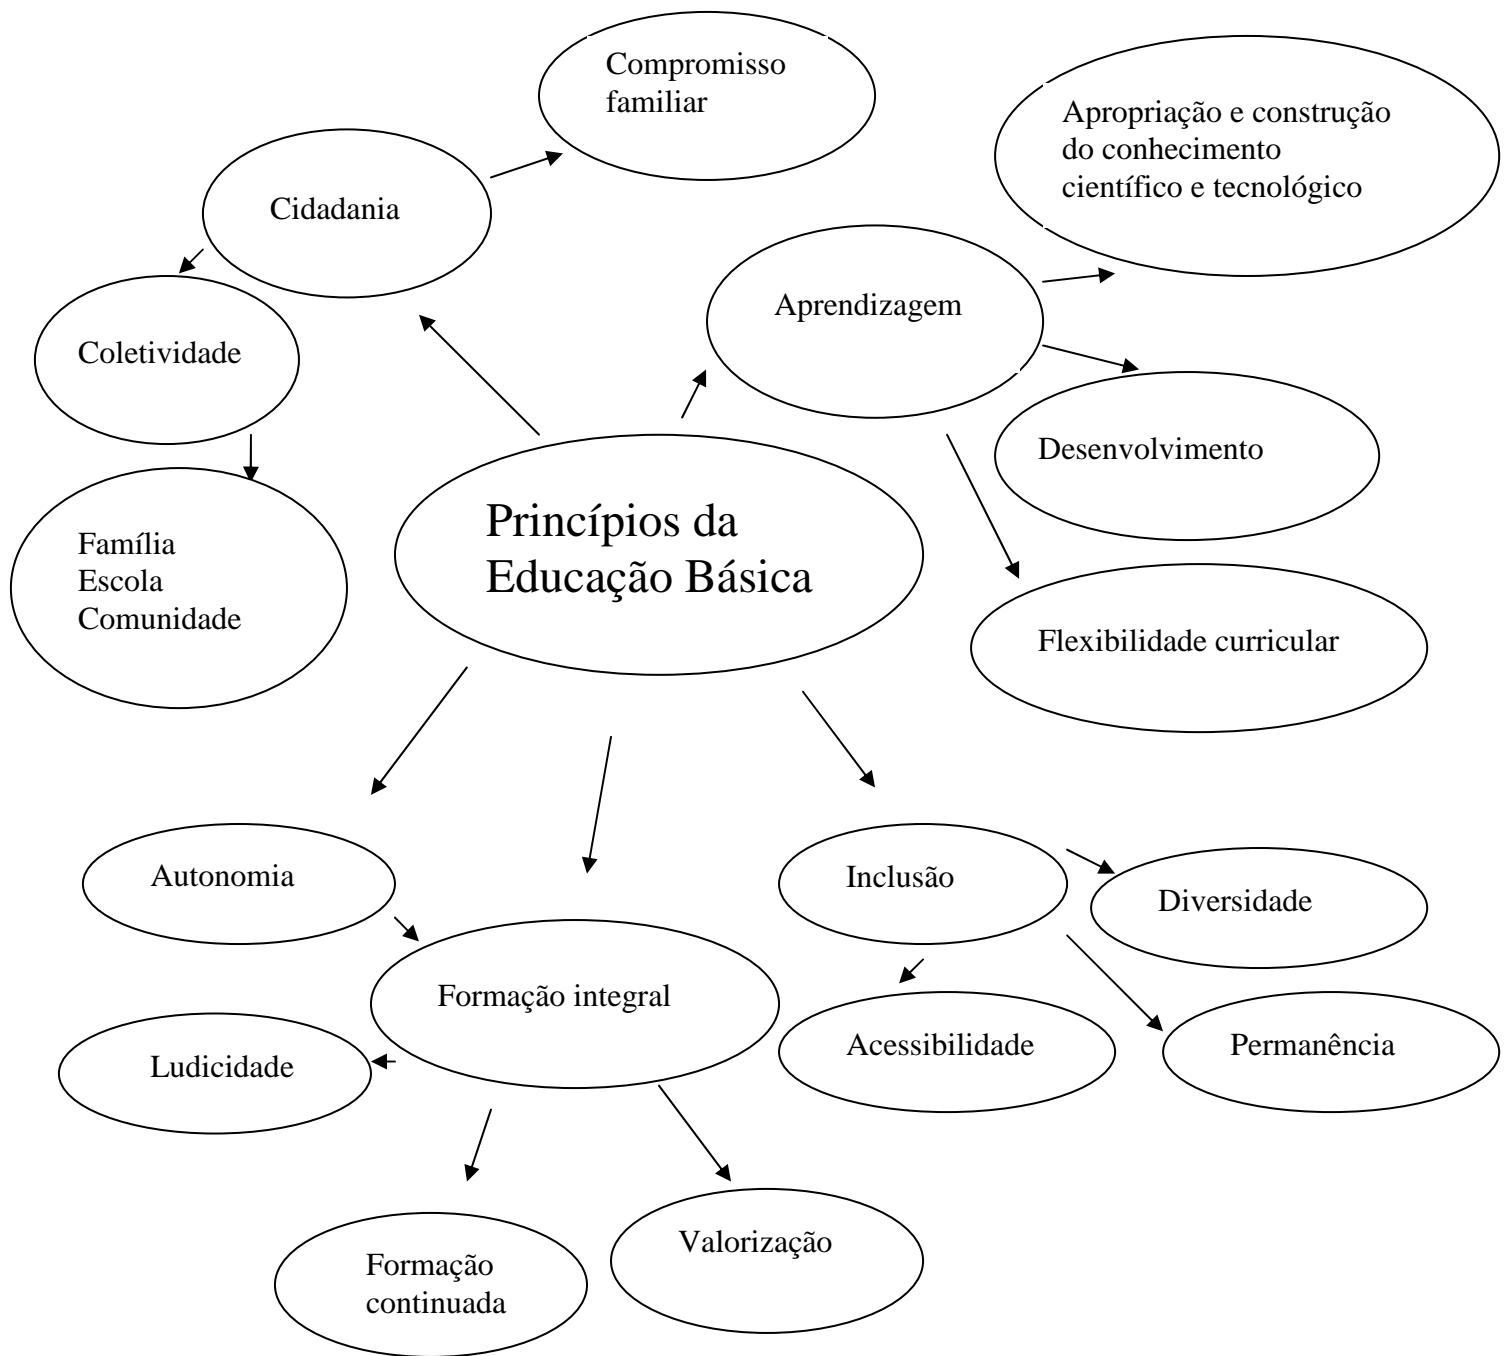 Compromisso
familiar
Apropriação e construção
do conhecimento
científico e tecnológico
Cidadania
Aprendizagem
Coletividade
Desenvolvimento
Princípios da
Educação Básica
Família
Escola
Comunidade
Flexibilidade curricular
Autonomia
Inclusão
Diversidade
Formação integral
Acessibilidade
Permanência
Ludicidade
Valorização
Formação
continuada